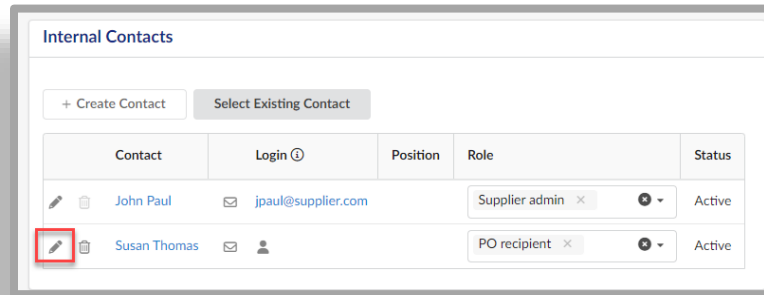 Internal Contacts
+ Create Contact Select Existing Contact
Contact Login Position Role Status
John Paul jpaul@supplier.com Supplier admin × Active
Susan Thomas PO recipient × Active